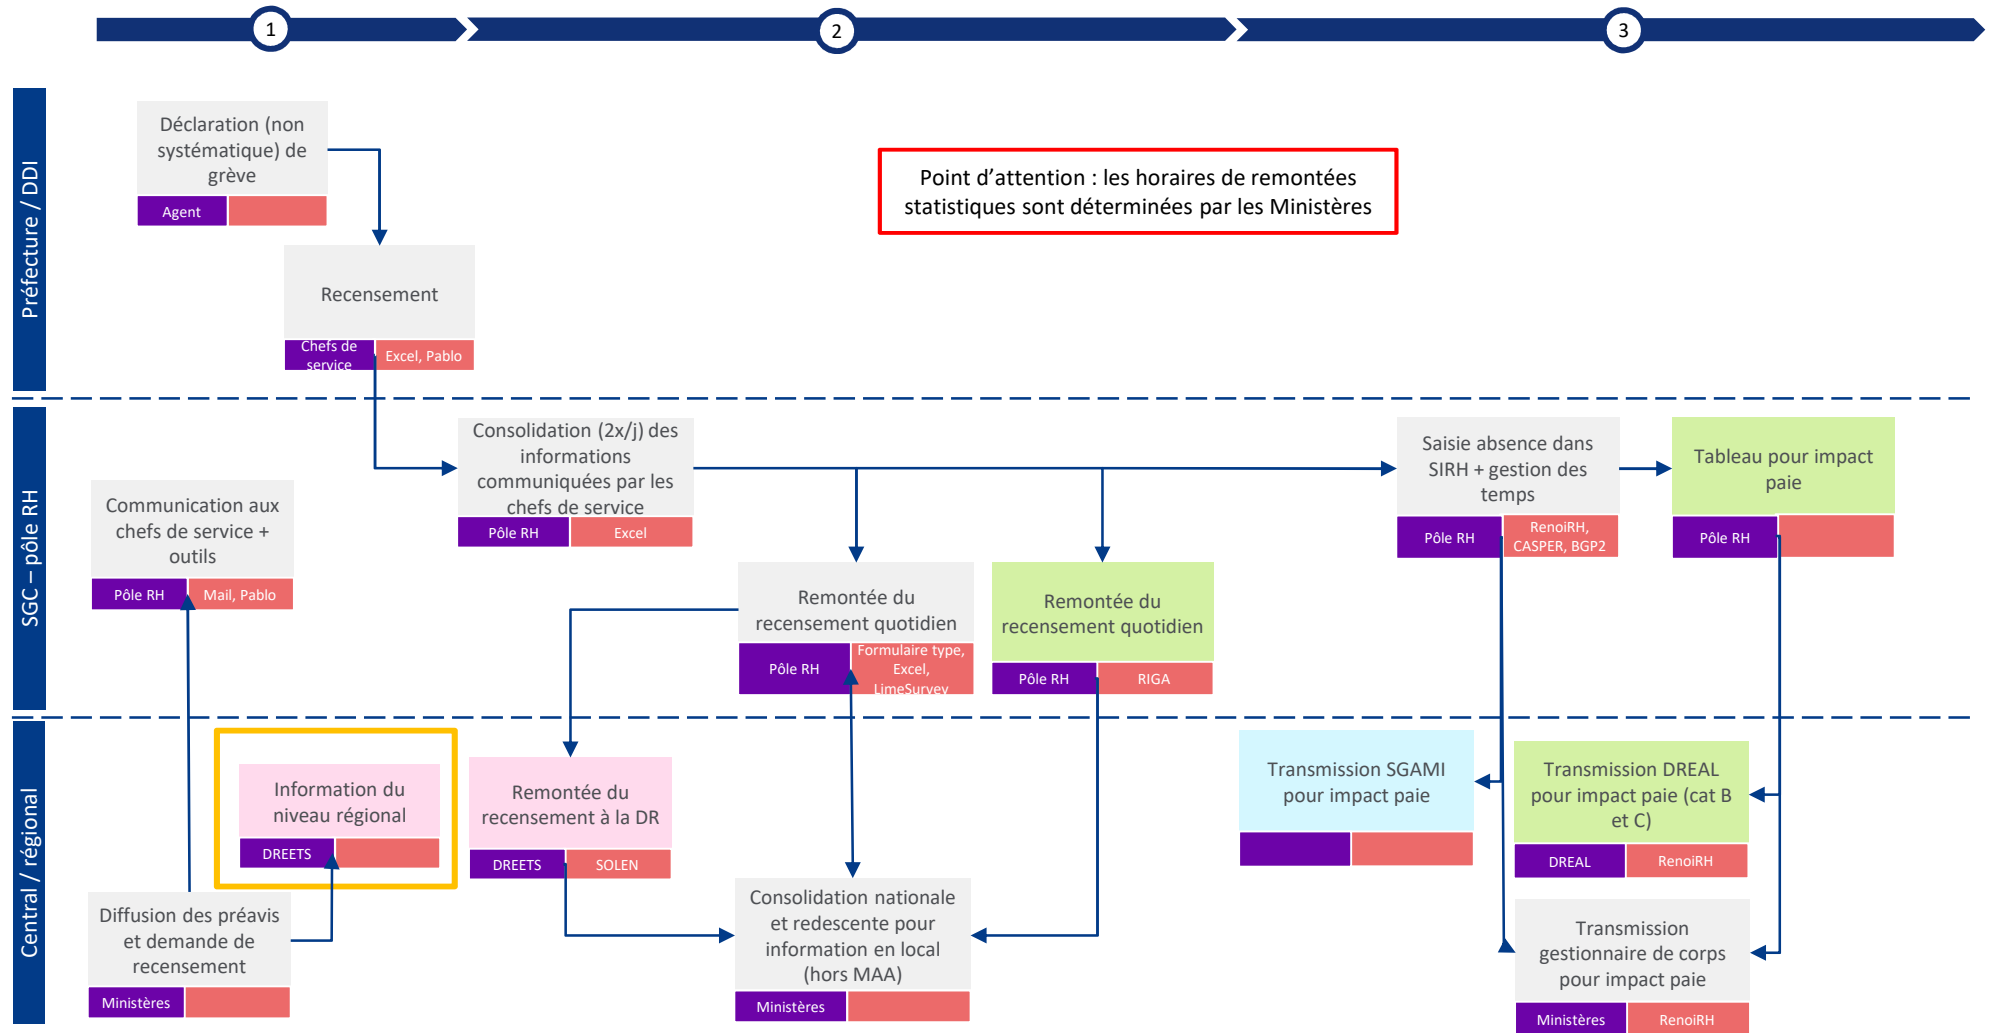 1
2
3
Préfecture / DDI
Déclaration (non
systématique) de
grève
Agent
Point d’attention : les horaires de remontées
statistiques sont déterminées par les Ministères
Recensement
Chefs de
service
Excel, Pablo
SGC – pôle RH
Communication aux
chefs de service +
outils
Pôle RH
Mail, Pablo
Consolidation (2x/j) des
informations
communiquées par les
chefs de service
Pôle RH
Excel
Remontée du
recensement quotidien
Pôle RH
Formulaire type,
Excel,
LimeSurvey
Remontée du
recensement quotidien
Pôle RH
RIGA
Saisie absence dans
SIRH + gestion des
temps
Pôle RH
RenoiRH,
CASPER, BGP2
Tableau pour impact
paie
Pôle RH
Central / régional
Diffusion des préavis
et demande de
recensement
Ministères
Information du
niveau régional
DREETS
Remontée du
recensement à la DR
DREETS
SOLEN
Consolidation nationale
et redescente pour
information en local
(hors MAA)
Ministères
Transmission SGAMI
pour impact paie
Transmission DREAL
pour impact paie (cat B
et C)
DREAL
RenoiRH
Transmission
gestionnaire de corps
pour impact paie
Ministères
RenoiRH